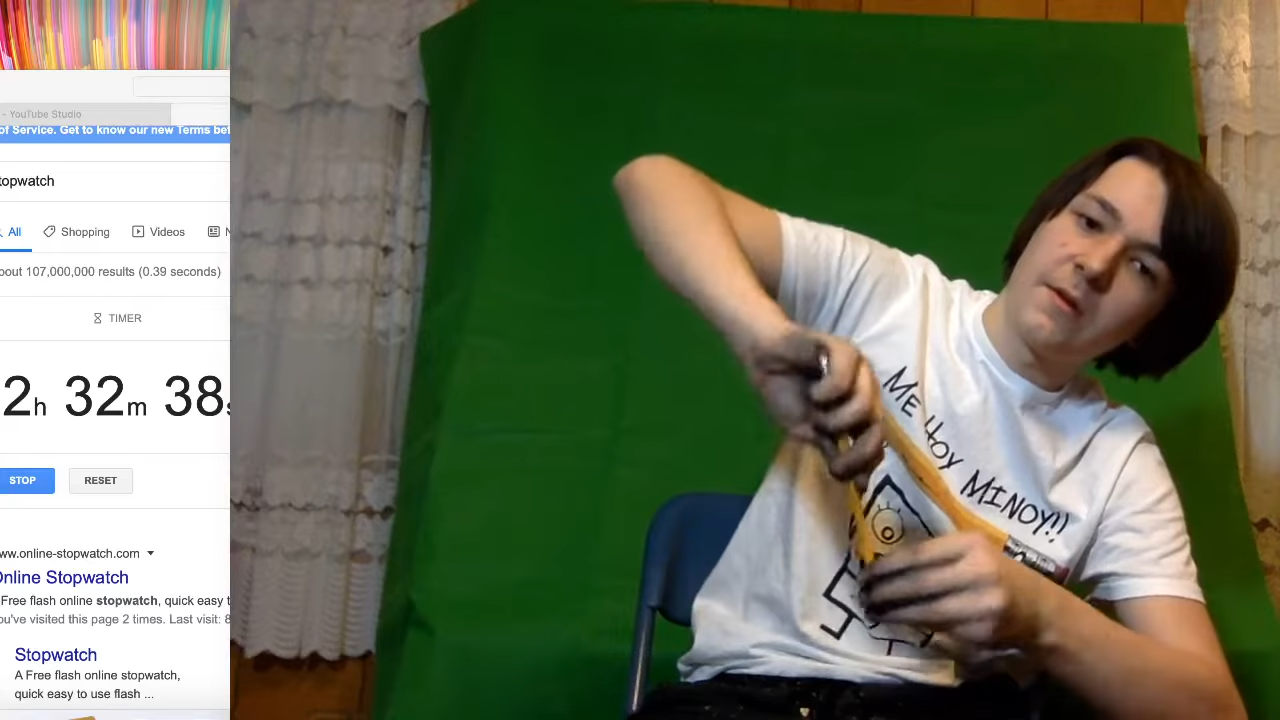 - YouTube Studio
of Service. Get to know our new Terms bef
topwatch
All Shopping Videos N
bout 107,000,000 results (0.39 seconds)
TIMER
2h 32m 38s
STOP RESET
ww.online-stopwatch.com
Online Stopwatch
Free flash online stopwatch, quick easy t
ou've visited this page 2 times. Last visit: 8
Stopwatch
A Free flash online stopwatch,
quick easy to use flash ...
ME HOY MINOY!!